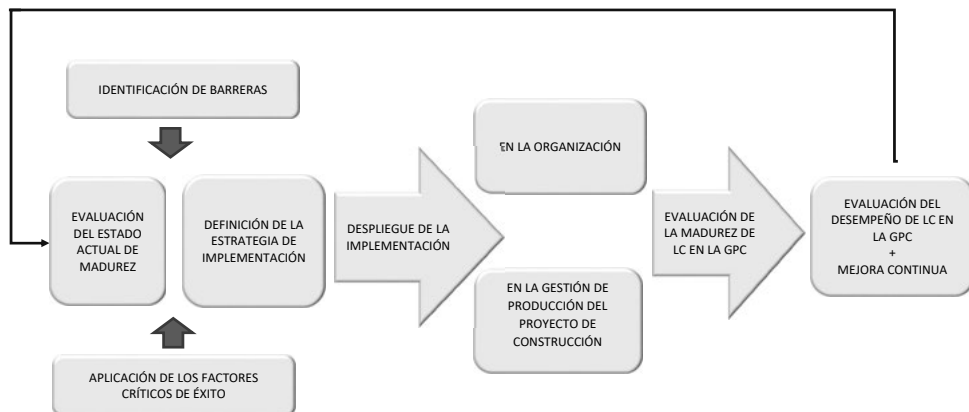 IDENTIFICACIÓN DE BARRERAS
EVALUACIÓN
DEL ESTADO
ACTUAL DE
MADUREZ
DEFINICIÓN DE LA
ESTRATEGIA DE
IMPLEMENTACIÓN
APLICACIÓN DE LOS FACTORES
CRÍTICOS DE ÉXITO
DESPLIEGUE DE LA
IMPLEMENTACIÓN
EN LA ORGANIZACIÓN
EN LA GESTIÓN DE
PRODUCCIÓN DEL
PROYECTO DE
CONSTRUCCIÓN
EVALUACIÓN DE
LA MADUREZ DE
LC EN LA GPC
EVALUACIÓN DEL
DESEMPEÑO DE LC EN
LA GPC
+
MEJORA CONTINUA